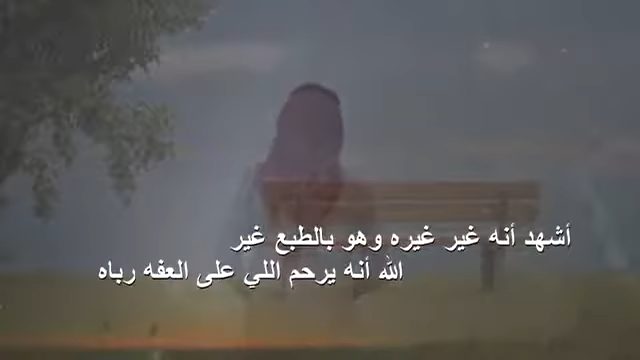 أشهد أنه غير غيره وهو بالطبع غير
الله أنه يرحم اللي على العفه رباه